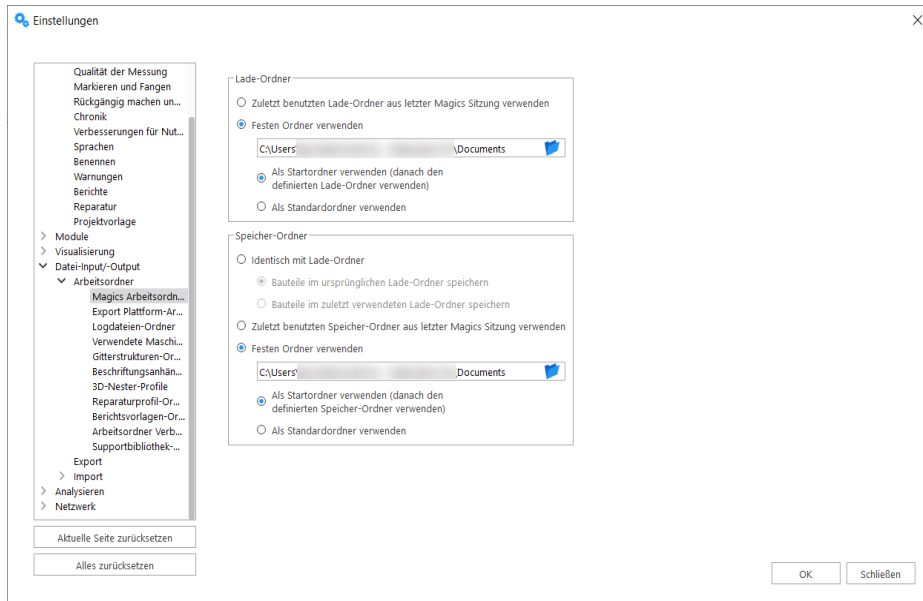 Einstellungen
Qualität der Messung
Markieren und Fangen
Rückgängig machen un...
Chronik
Verbesserungen für Nut...
Sprachen
Benennen
Warnungen
Berichte
Reparatur
Projektvorlage
Module
Visualisierung
Datei-Input/-Output
Arbeitsordner
Magics Arbeitsordn...
Export Plattform-Ar...
Logdateien-Ordner
Verwendete Maschi...
Gitterstrukturen-Or...
Beschriftungsanhän...
3D-Nester-Profile
Reparaturprofil-Or...
Berichtsvorlagen-Or...
Arbeitsordner Verb...
Supportbibliothek-...
Export
Import
Analysieren
Netzwerk
Aktuelle Seite zurücksetzen
Alles zurücksetzen
Lade-Ordner
Zuletzt benutzten Lade-Ordner aus letzter Magics Sitzung verwenden
Festen Ordner verwenden
C:\Users\ \Documents
Als Startordner verwenden (danach den
definierten Lade-Ordner verwenden)
Als Standardordner verwenden
Speicher-Ordner
Identisch mit Lade-Ordner
Bauteile im ursprünglichen Lade-Ordner speichern
Bauteile im zuletzt verwendeten Lade-Ordner speichern
Zuletzt benutzten Speicher-Ordner aus letzter Magics Sitzung verwenden
Festen Ordner verwenden
C:\Users\ Documents
Als Startordner verwenden (danach den
definierten Speicher-Ordner verwenden)
Als Standardordner verwenden
OK
Schließen